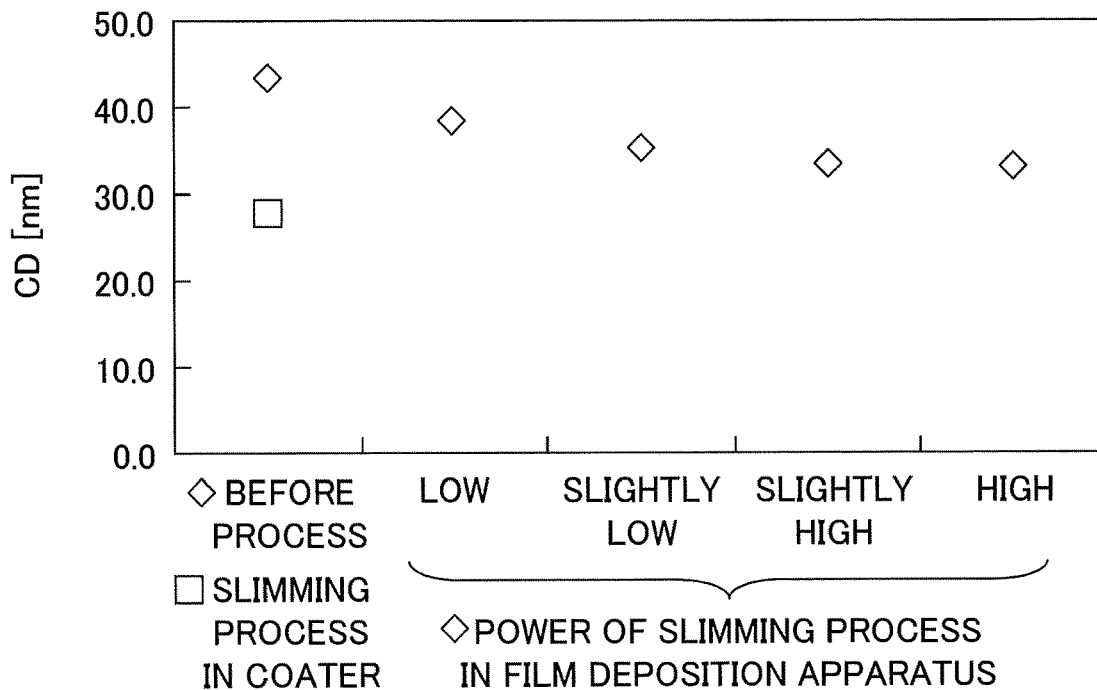 50.0
40.0
30.0
20.0
10.0
0.0
CD [nm]
◇ BEFORE
PROCESS
□ SLIMMING
PROCESS
IN COATER
LOW
SLIGHTLY
LOW
SLIGHTLY
HIGH
HIGH
◇ POWER OF SLIMMING PROCESS
IN FILM DEPOSITION APPARATUS